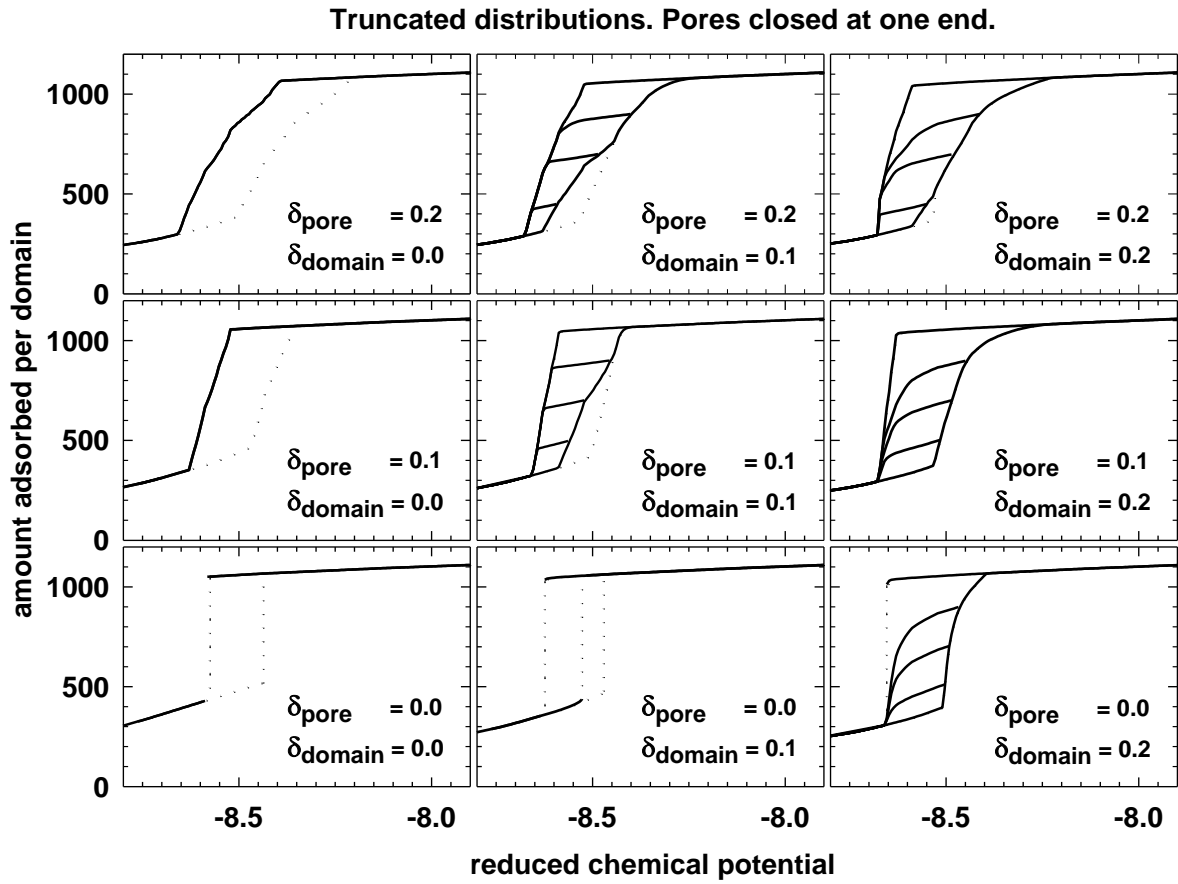 Truncated distributions. Pores closed at one end.
amount adsorbed per domain
1000
500
0
δpore = 0.2
δdomain = 0.0
δpore = 0.2
δdomain = 0.1
δpore = 0.2
δdomain = 0.2
1000
500
0
δpore = 0.1
δdomain = 0.0
δpore = 0.1
δdomain = 0.1
δpore = 0.1
δdomain = 0.2
1000
500
0
δpore = 0.0
δdomain = 0.0
δpore = 0.0
δdomain = 0.1
δpore = 0.0
δdomain = 0.2
-8.5 -8.0 -8.5 -8.0 -8.5 -8.0
reduced chemical potential